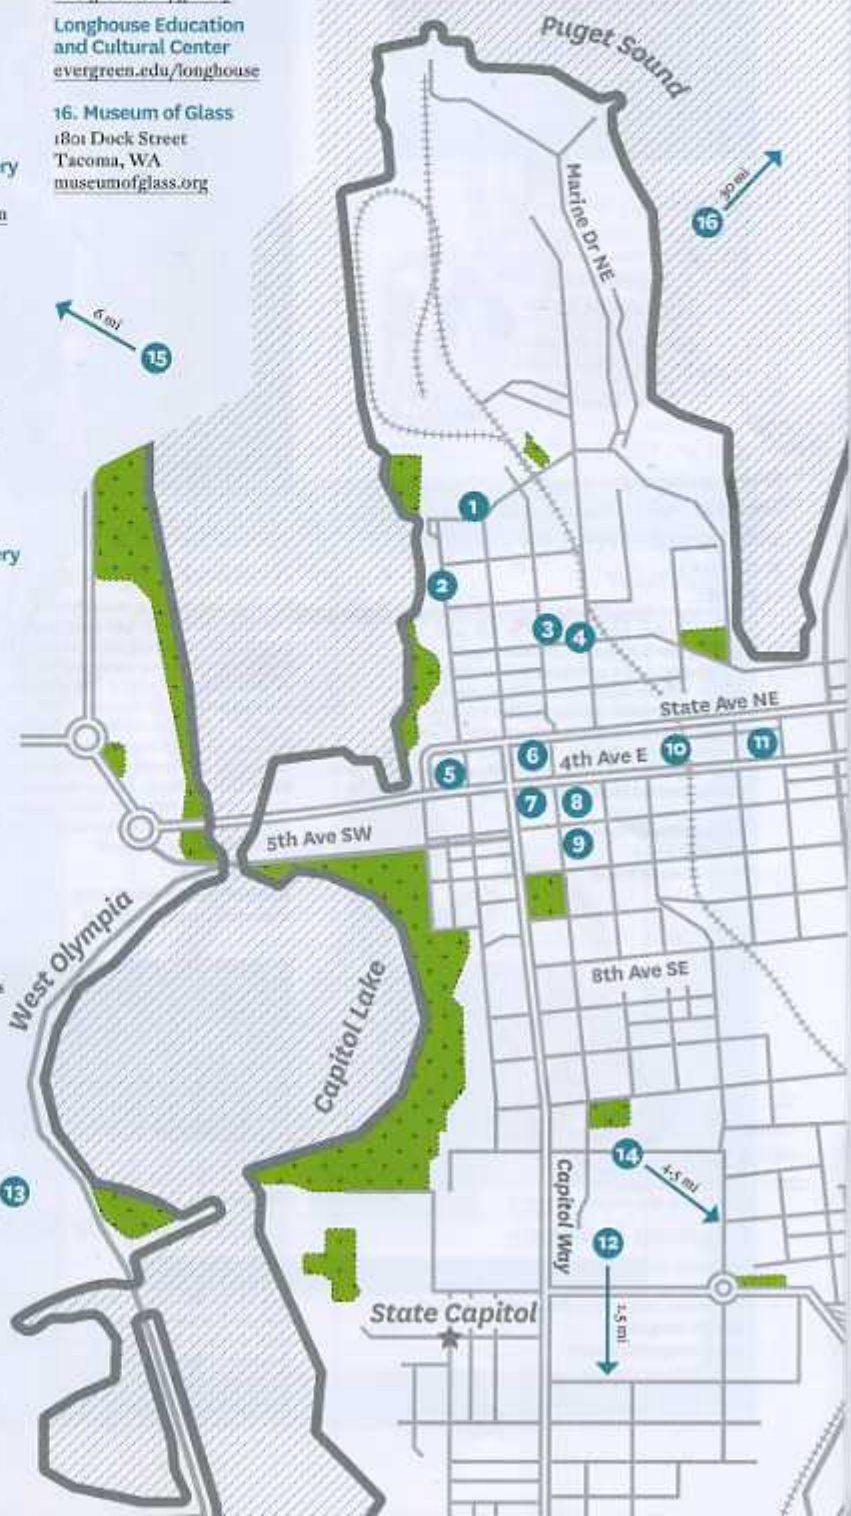 Longhouse Education
and Cultural Center
evergreen.edu/longhouse
16. Museum of Glass
1801 Dock Street
Tacoma, WA
museumofglass.org
ry
ery
Puget Sound
Marine Dr NE
16
30 mi
15
6 mi
1
2
3
4
State Ave NE
5
6
4th Ave E
10
11
7
8
9
5th Ave SW
West Olympia
Capitol Lake
8th Ave SE
13
14
4.5 mi
Capitol Way
12
1.5 mi
State Capitol